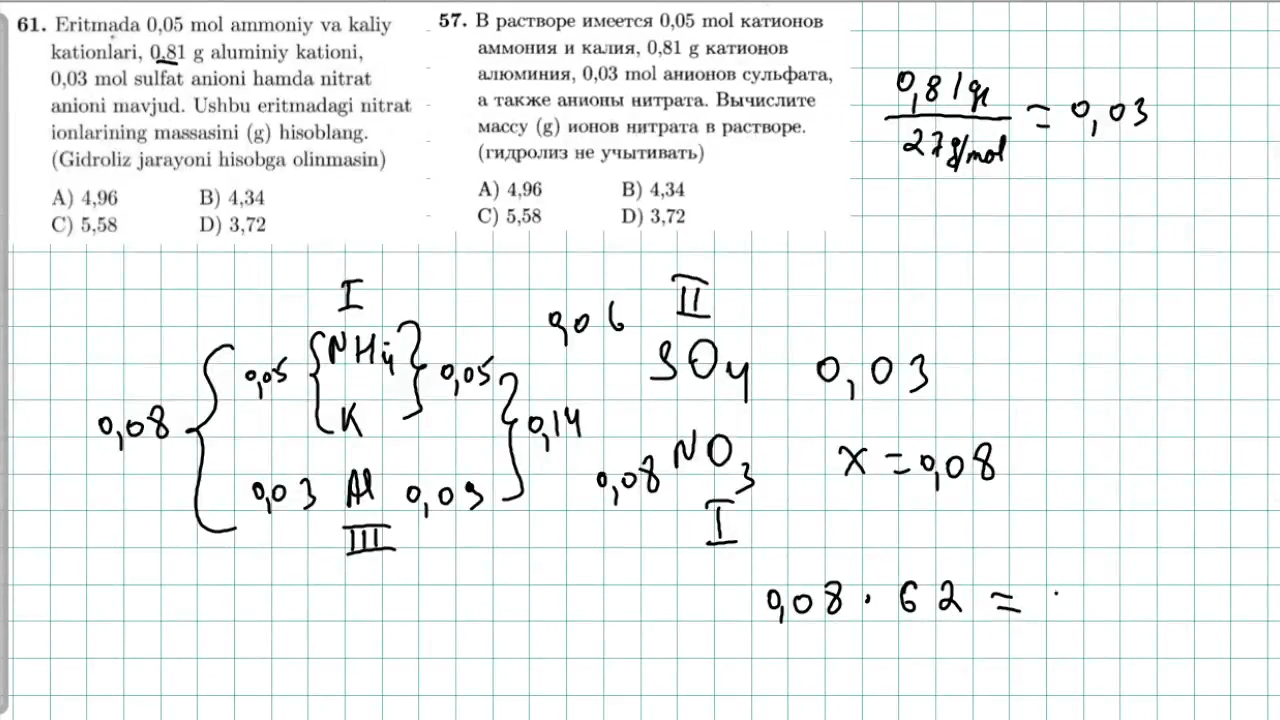 61. Eritmada 0,05 mol ammoniy va kaliy
kationlari, 0.81 g aluminiy kationi,
0,03 mol sulfat anioni hamda nitrat
anioni mavjud. Ushbu eritmadagi nitrat
ionlarining massasini (g) hisoblang.
(Gidroliz jarayoni hisobga olinmasin)
A) 4,96 B) 4,34
C) 5,58 D) 3,72
57. В растворе имеется 0,05 mol катионов
аммония и калия, 0,81 g катионов
алюминия, 0,03 mol анионов сульфата,
а также анионы нитрата. Вычислите
массу (g) ионов нитрата в растворе.
(гидролиз не учытивать)
A) 4,96 B) 4,34
C) 5,58 D) 3,72
0,81gr
27g/mol
= 0,03
I
II
0,06
0,05 NH4 0,05
SO4 0,03
0,08
K
0,14
NO3
0,08
x = 0,08
0,03 Al 0,09
III
I
0,08 · 62 =